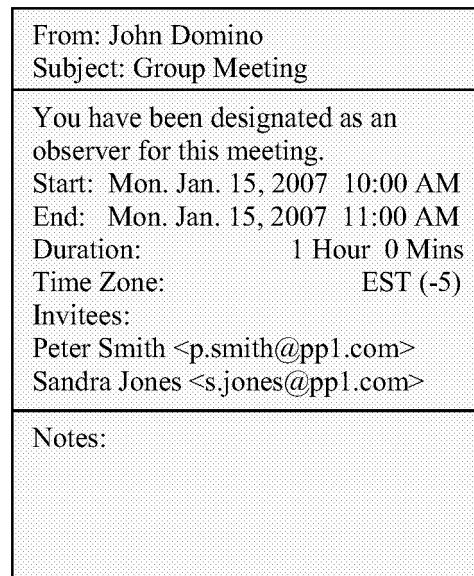 From: John Domino
Subject: Group Meeting
You have been designated as an
observer for this meeting.
Start: Mon. Jan. 15, 2007 10:00 AM
End: Mon. Jan. 15, 2007 11:00 AM
Duration: 1 Hour 0 Mins
Time Zone: EST (-5)
Invitees:
Peter Smith <p.smith@pp1.com>
Sandra Jones <s.jones@pp1.com>
Notes: